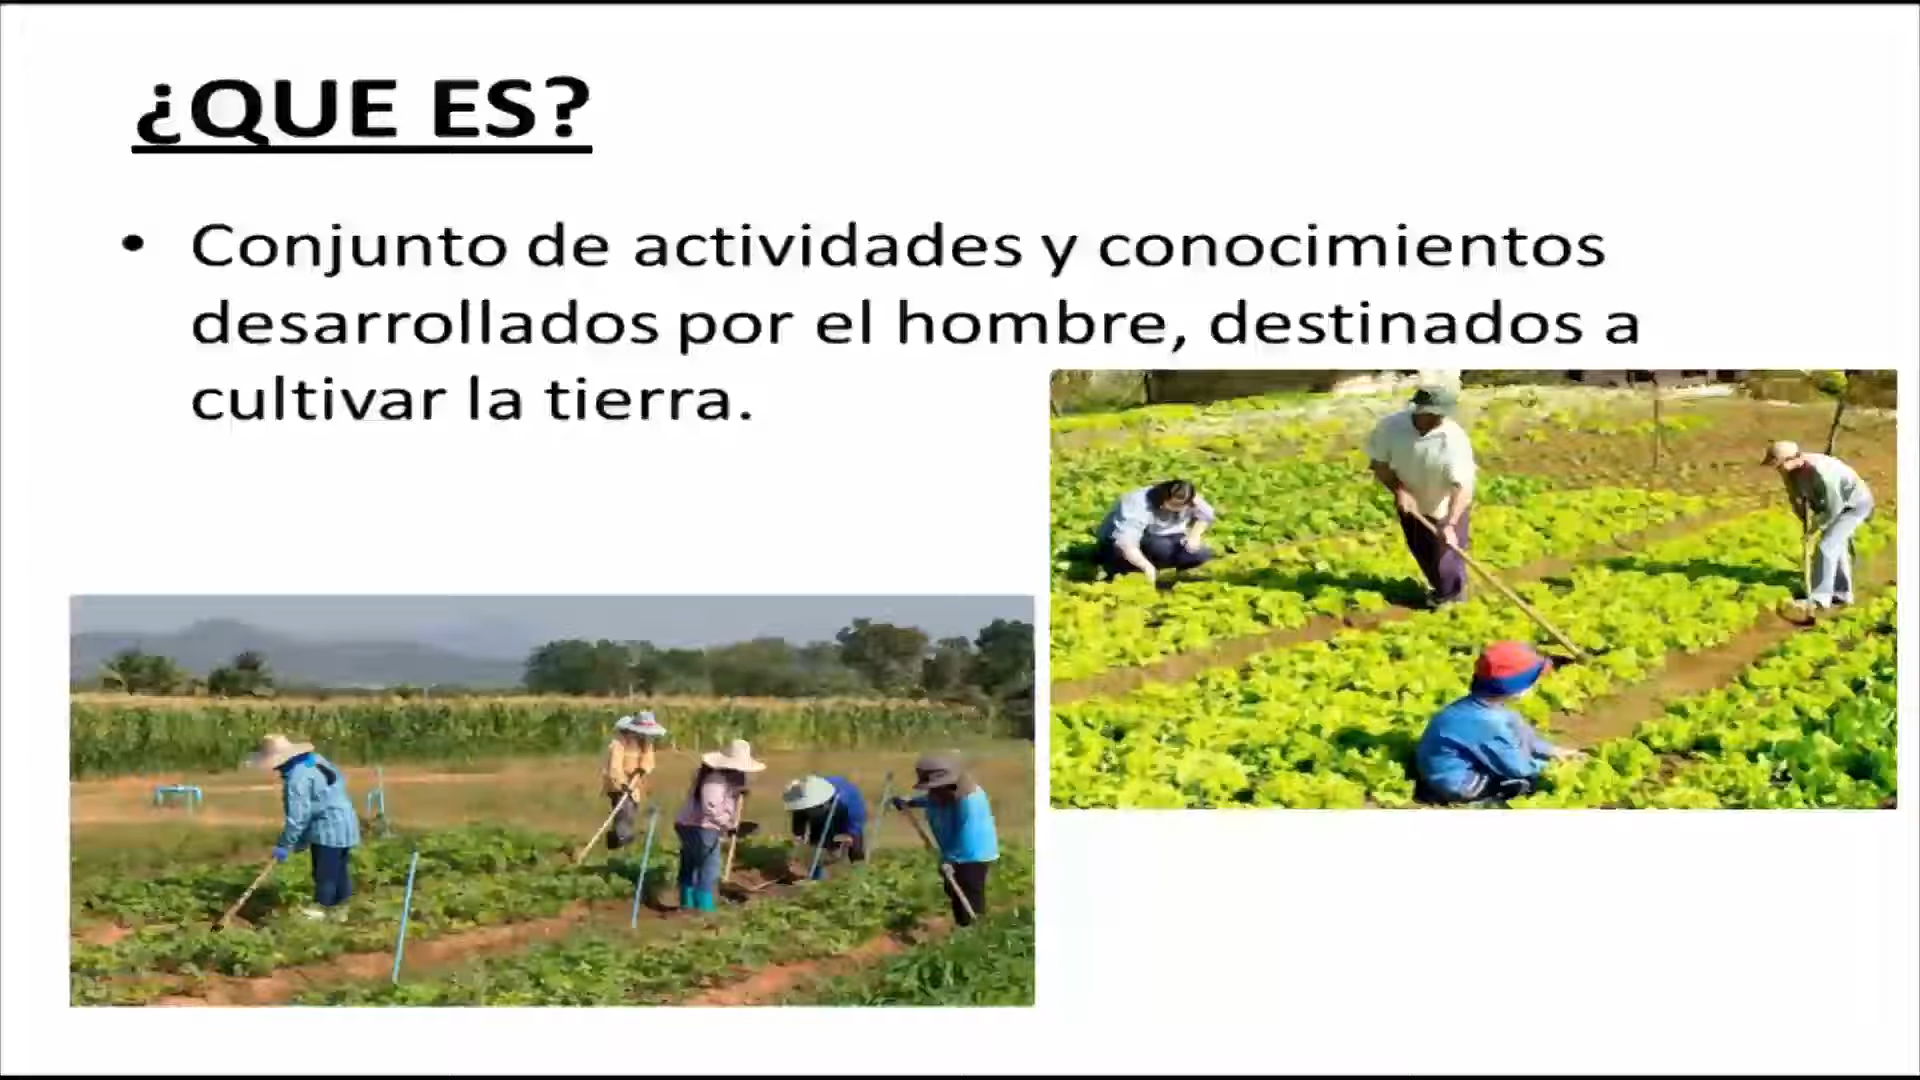 ¿QUE ES?
• Conjunto de actividades y conocimientos
desarrollados por el hombre, destinados a
cultivar la tierra.